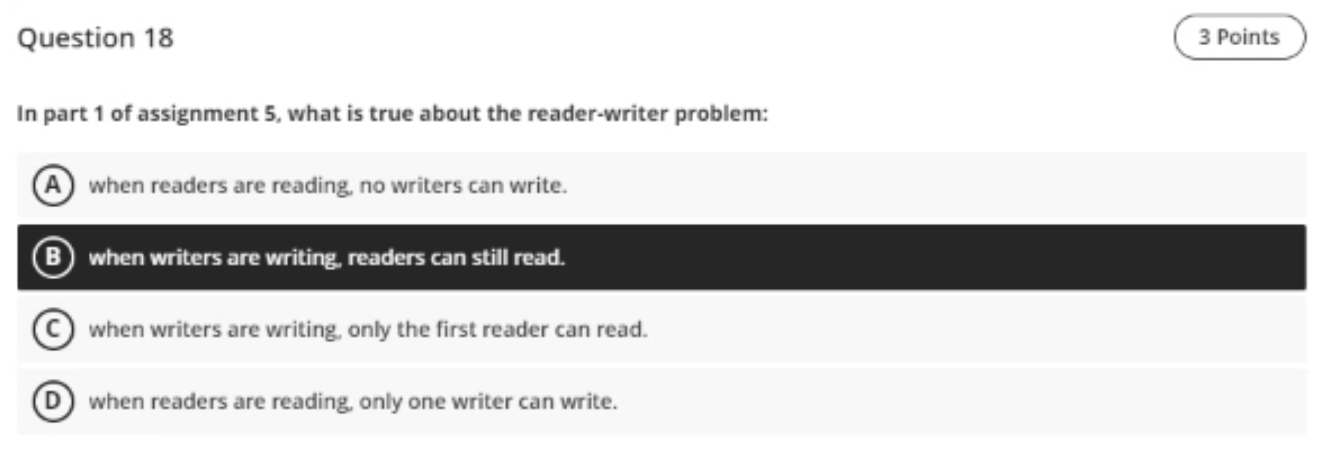 Question 18
3 Points
In part 1 of assignment 5, what is true about the reader-writer problem:
A when readers are reading, no writers can write.
B when writers are writing, readers can still read.
C when writers are writing, only the first reader can read.
D when readers are reading, only one writer can write.